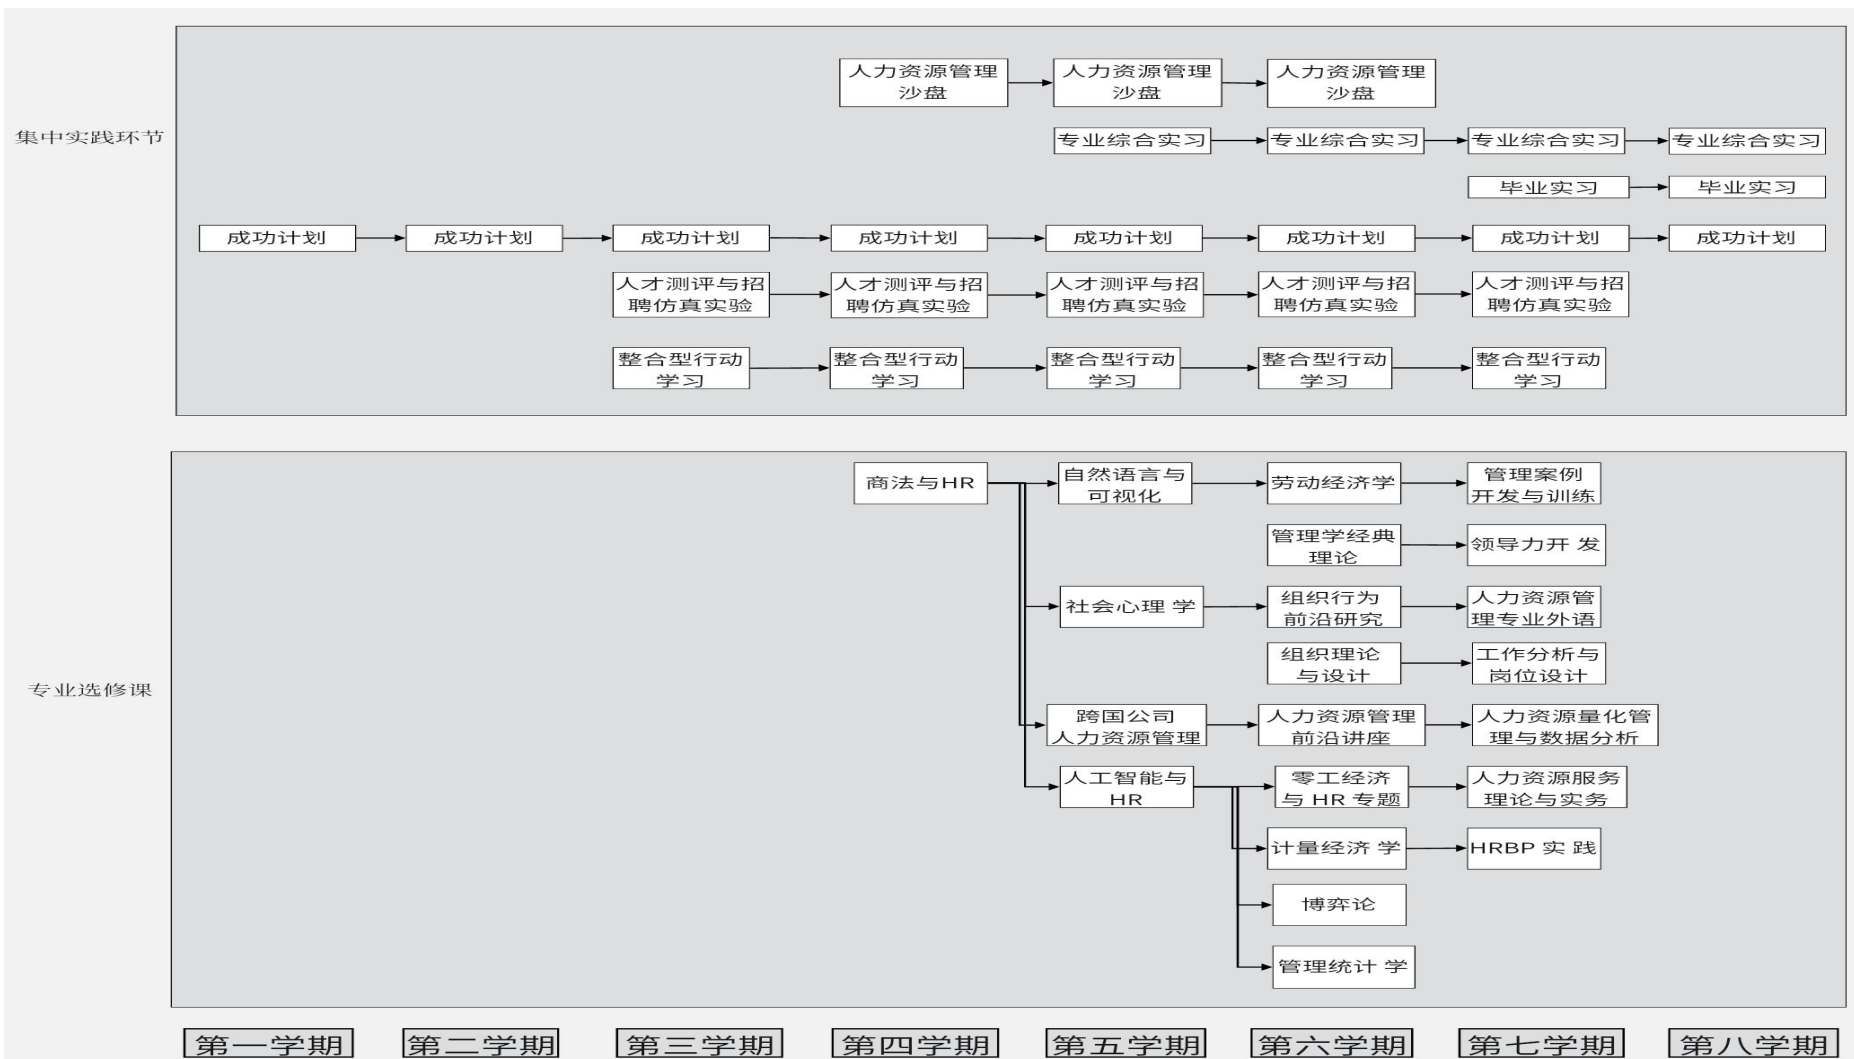 集中实践环节
人力资源管理
沙盘
人力资源管理
沙盘
人力资源管理
沙盘
专业综合实习
专业综合实习
专业综合实习
专业综合实习
毕业实习
毕业实习
成功计划
成功计划
成功计划
成功计划
成功计划
成功计划
成功计划
成功计划
人才测评与招
聘仿真实验
人才测评与招
聘仿真实验
人才测评与招
聘仿真实验
人才测评与招
聘仿真实验
人才测评与招
聘仿真实验
整合型行动
学习
整合型行动
学习
整合型行动
学习
整合型行动
学习
整合型行动
学习
专业选修课
商法与HR
自然语言与
可视化
劳动经济学
管理案例
开发与训练
管理学经典
理论
领导力开 发
社会心理 学
组织行为
前沿研究
人力资源管
理专业外语
组织理论
与设计
工作分析与
岗位设计
跨国公司
人力资源管理
人力资源管理
前沿讲座
人力资源量化管
理与数据分析
人工智能与
HR
零工经济
与 HR 专题
人力资源服务
理论与实务
计量经济 学
HRBP 实 践
博弈论
管理统计 学
第一学期
第二学期
第三学期
第四学期
第五学期
第六学期
第七学期
第八学期